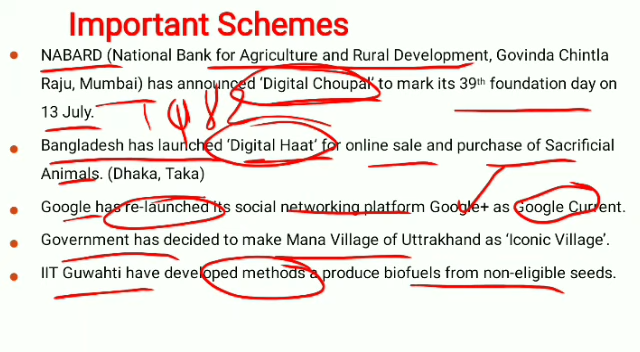 Important Schemes
NABARD (National Bank for Agriculture and Rural Development, Govinda Chintla
Raju, Mumbai) has announced 'Digital Choupal' to mark its 39th foundation day on
13 July.
1982
Bangladesh has launched 'Digital Haat' for online sale and purchase of Sacrificial
Animals. (Dhaka, Taka)
Google has re-launched its social networking platform Google+ as Google Current.
Government has decided to make Mana Village of Uttrakhand as 'Iconic Village'.
IIT Guwahti have developed methods a produce biofuels from non-eligible seeds.